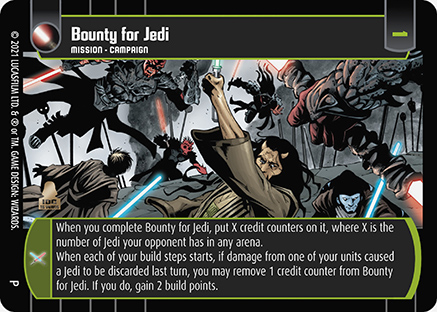 Bounty for Jedi
MISSION - CAMPAIGN
When you complete Bounty for Jedi, put X credit counters on it, where X is the
number of Jedi your opponent has in any arena.
When each of your build steps starts, if damage from one of your units caused
a Jedi to be discarded last turn, you may remove 1 credit counter from Bounty
for Jedi. If you do, gain 2 build points.
© 2021 LUCASFILM LTD. & ® or TM. GAME DESIGN: WIZARDS.
P